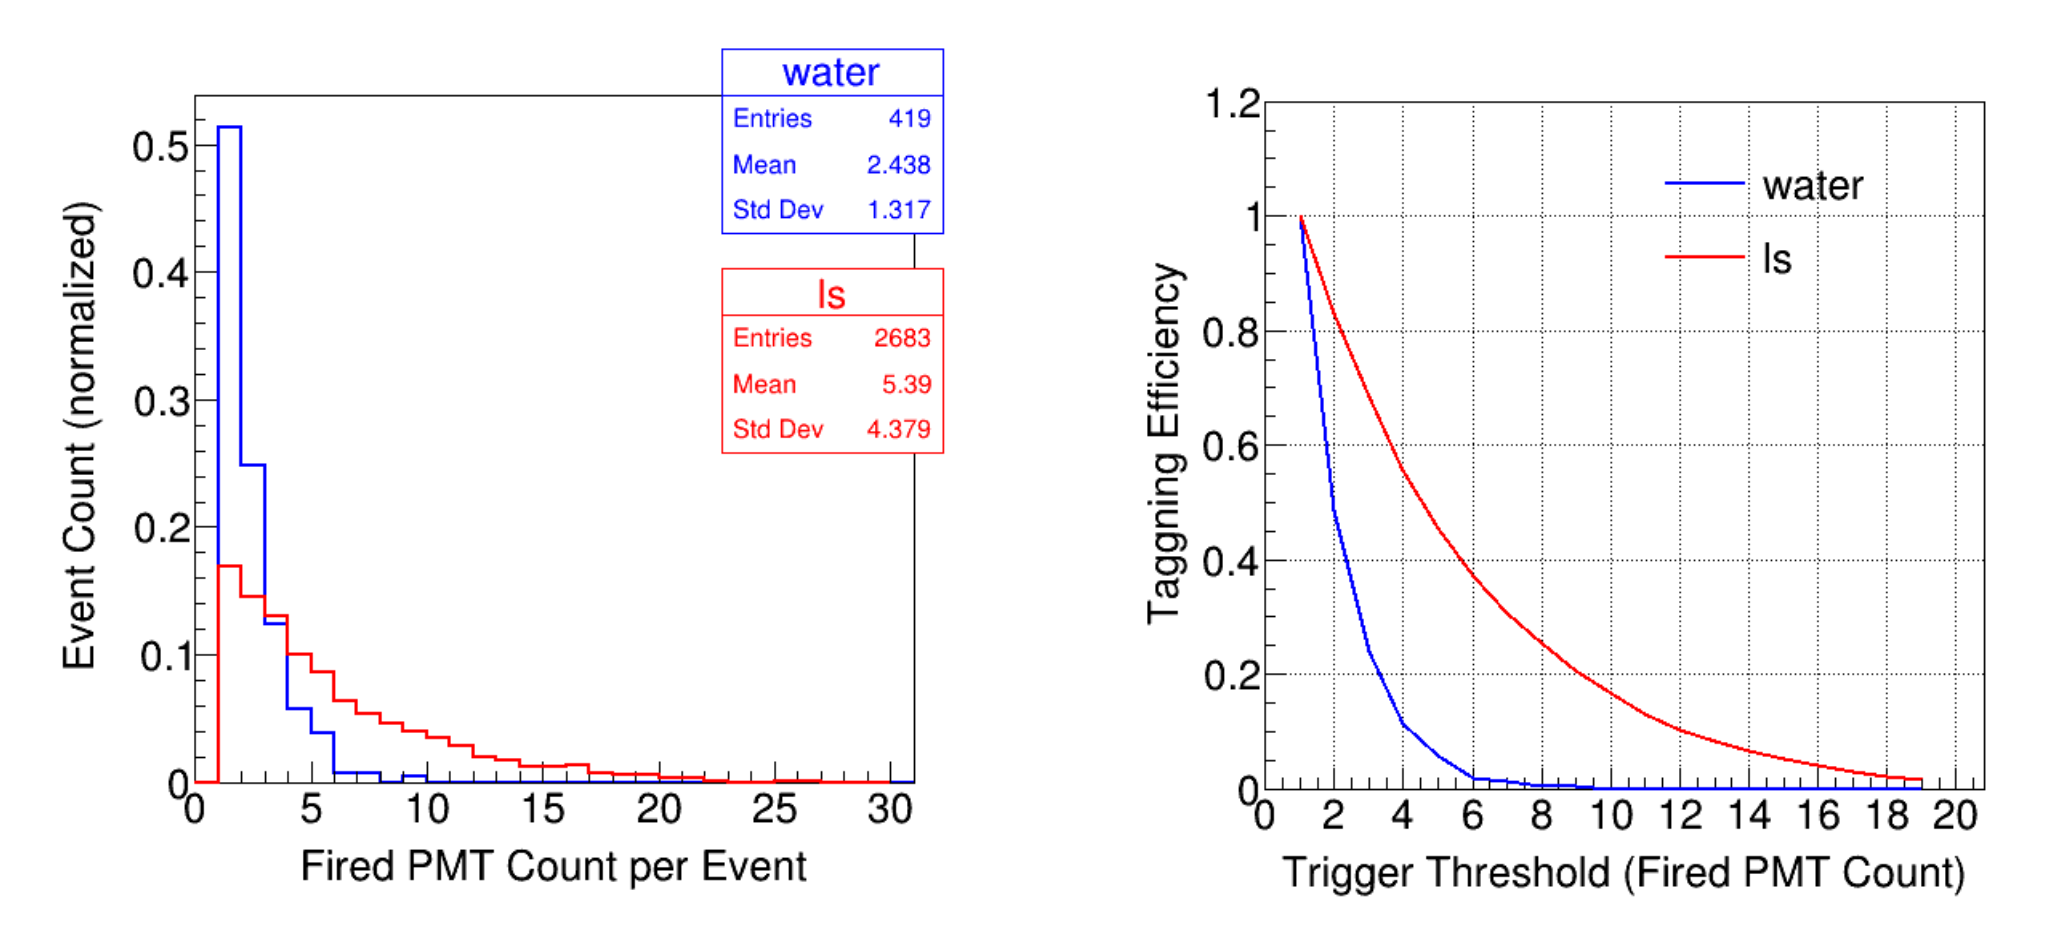 water
Entries 419
Mean 2.438
Std Dev 1.317
ls
Entries 2683
Mean 5.39
Std Dev 4.379
Event Count (normalized)
0.5
0.4
0.3
0.2
0.1
0
0 5 10 15 20 25 30
Fired PMT Count per Event
water
ls
Taggning Efficiency
1.2
1
0.8
0.6
0.4
0.2
0
0 2 4 6 8 10 12 14 16 18 20
Trigger Threshold (Fired PMT Count)